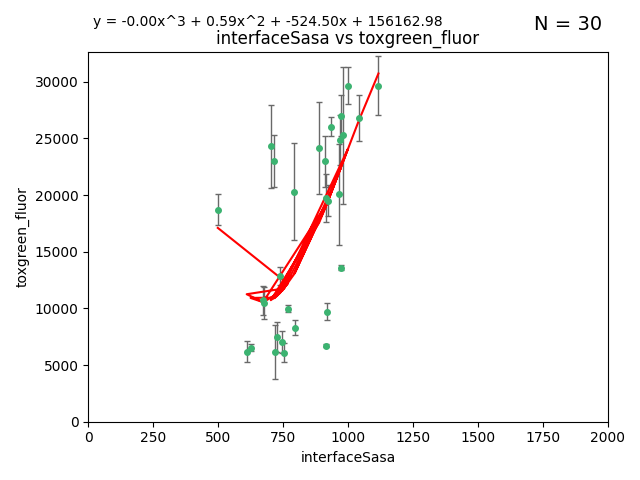 y = -0.00x^3 + 0.59x^2 + -524.50x + 156162.98
N = 30
interfaceSasa vs toxgreen_fluor
30000
25000
20000
15000
10000
5000
0
toxgreen_fluor
0 250 500 750 1000 1250 1500 1750 2000
interfaceSasa